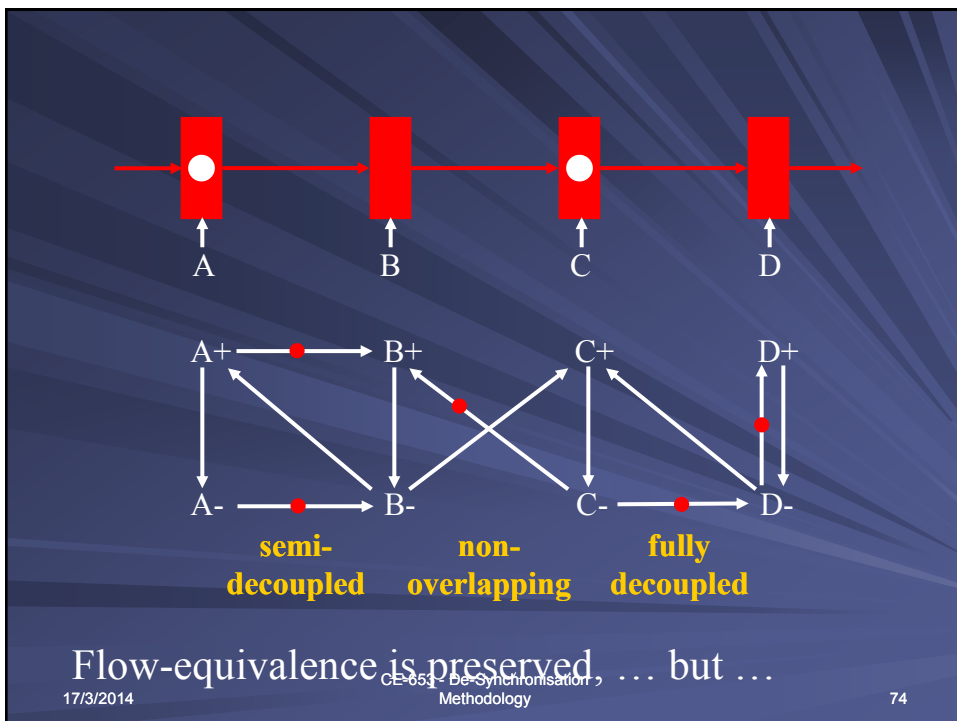 A B C D
A+ B+ C+ D+
A- B- C- D-
semi- non- fully
decoupled overlapping decoupled
Flow-equivalence is preserved, … but …
CE-653 - De-Synchronisation
17/3/2014 Methodology 74